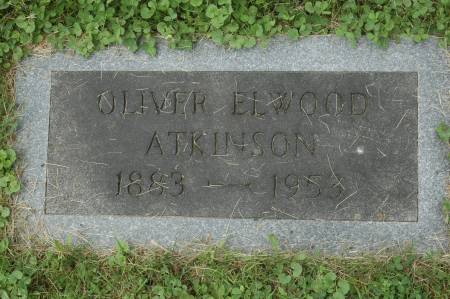 OLIVER ELWOOD
ATKINSON
1883 — 1953